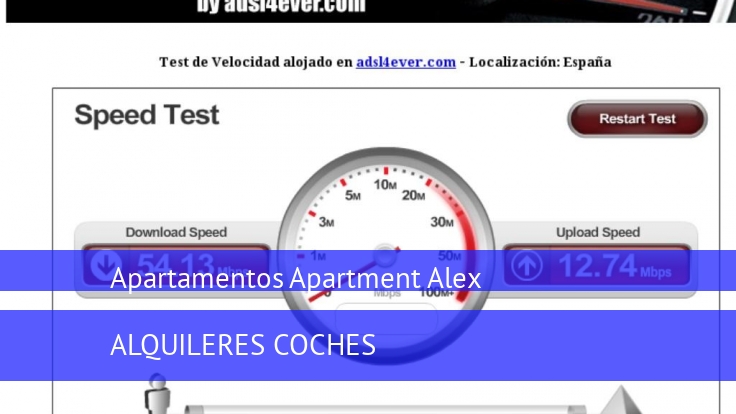 by adsl4ever.com
Test de Velocidad alojado en adsl4ever.com - Localización: España
Speed Test
Restart Test
10M
5M
20M
3M
30M
Download Speed
Upload Speed
1M
50M
54.13 Mbps
12.74 Mbps
Apartamentos Apartment Alex
0
Mbps
100M+
ALQUILERES COCHES